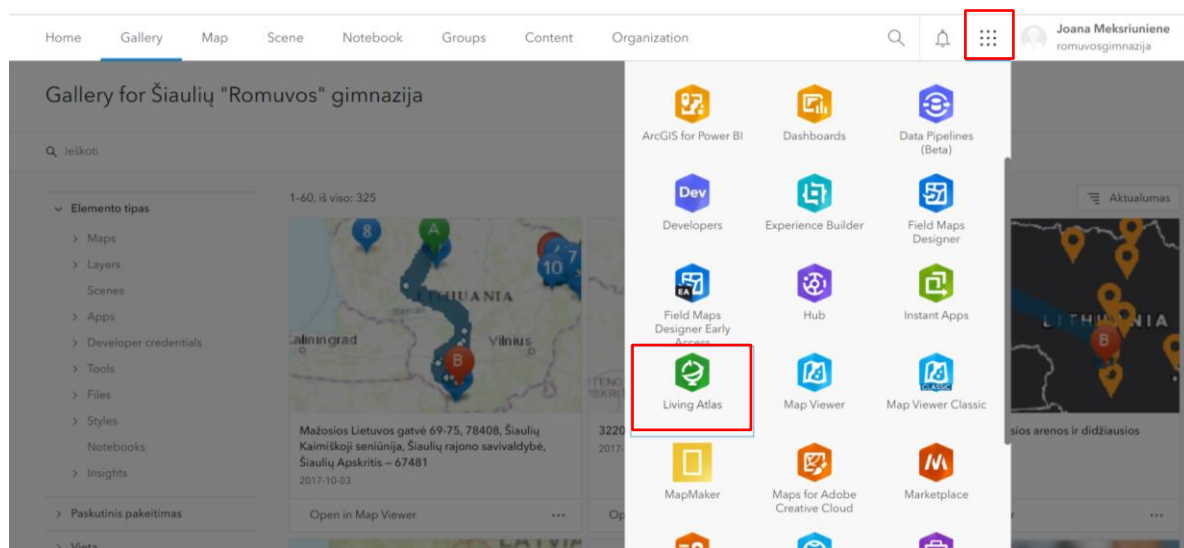 Home Gallery Map Scene Notebook Groups Content Organization
Joana Meksriuniene
romuvosgimnazija
Gallery for Šiaulių "Romuvos" gimnazija
Ieškoti
1-60, iš viso: 325
Aktualumas
Elemento tipas
Maps
Layers
Scenes
Apps
Developer credentials
Tools
Files
Styles
Notebooks
Insights
Paskutinis pakeitimas
Vieta
8
A
7
10
LITHUANIA
Kaliningrad
Vilnius
B
Mažosios Lietuvos gatvė 69-75, 78408, Šiaulių
Kaimiškoji seniūnija, Šiaulių rajono savivaldybė,
Šiaulių Apskritis – 67481
2017-10-03
Open in Map Viewer
3220
2017-
Op
ArcGIS for Power BI
Dashboards
Data Pipelines
(Beta)
Dev
Developers
Experience Builder
Field Maps
Designer
EA
Field Maps
Designer Early
Access
Hub
Instant Apps
Living Atlas
Map Viewer
CLASSIC
Map Viewer Classic
MapMaker
Maps for Adobe
Creative Cloud
Marketplace
LITHUANIA
B
sios arenos ir didžiausios
LATVIA